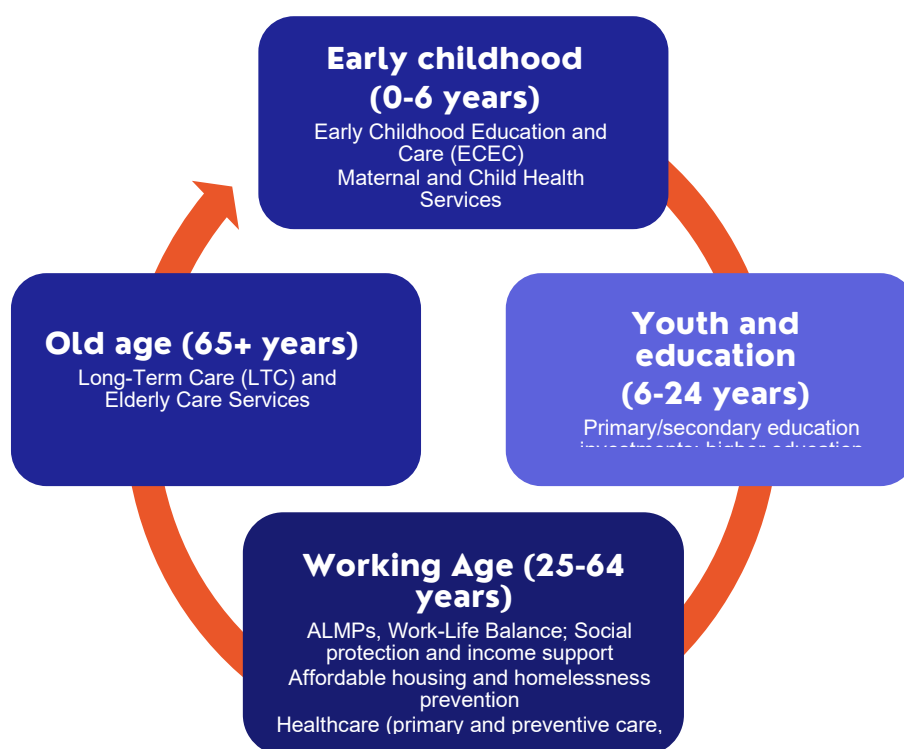 Early childhood
(0-6 years)
Early Childhood Education and
Care (ECEC)
Maternal and Child Health
Services
Youth and
education
(6-24 years)
Primary/secondary education
investments; higher education
Working Age (25-64
years)
ALMPs, Work-Life Balance; Social
protection and income support
Affordable housing and homelessness
prevention
Healthcare (primary and preventive care,
Old age (65+ years)
Long-Term Care (LTC) and
Elderly Care Services